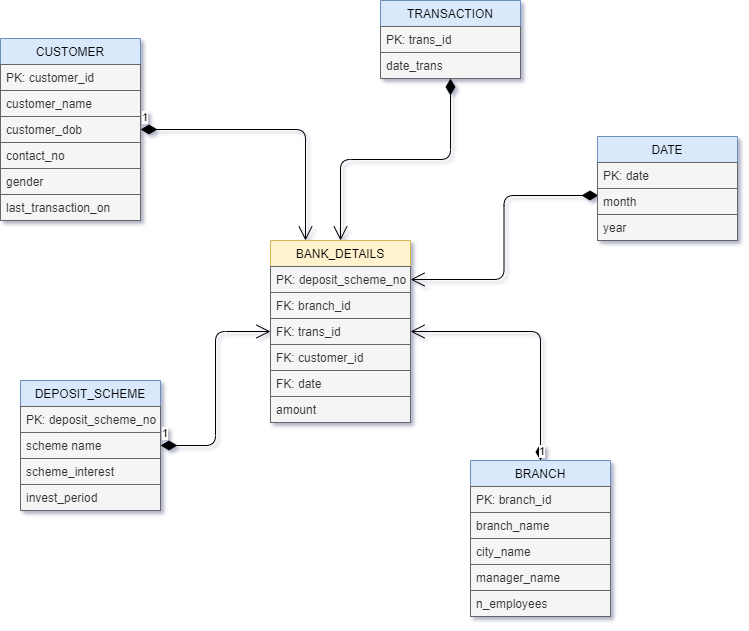 TRANSACTION
PK: trans_id
date_trans
CUSTOMER
PK: customer_id
customer_name
customer_dob
contact_no
gender
last_transaction_on
1
DATE
PK: date
month
year
BANK_DETAILS
PK: deposit_scheme_no
FK: branch_id
FK: trans_id
FK: customer_id
FK: date
amount
DEPOSIT_SCHEME
PK: deposit_scheme_no
scheme name
scheme_interest
invest_period
1
1
BRANCH
PK: branch_id
branch_name
city_name
manager_name
n_employees